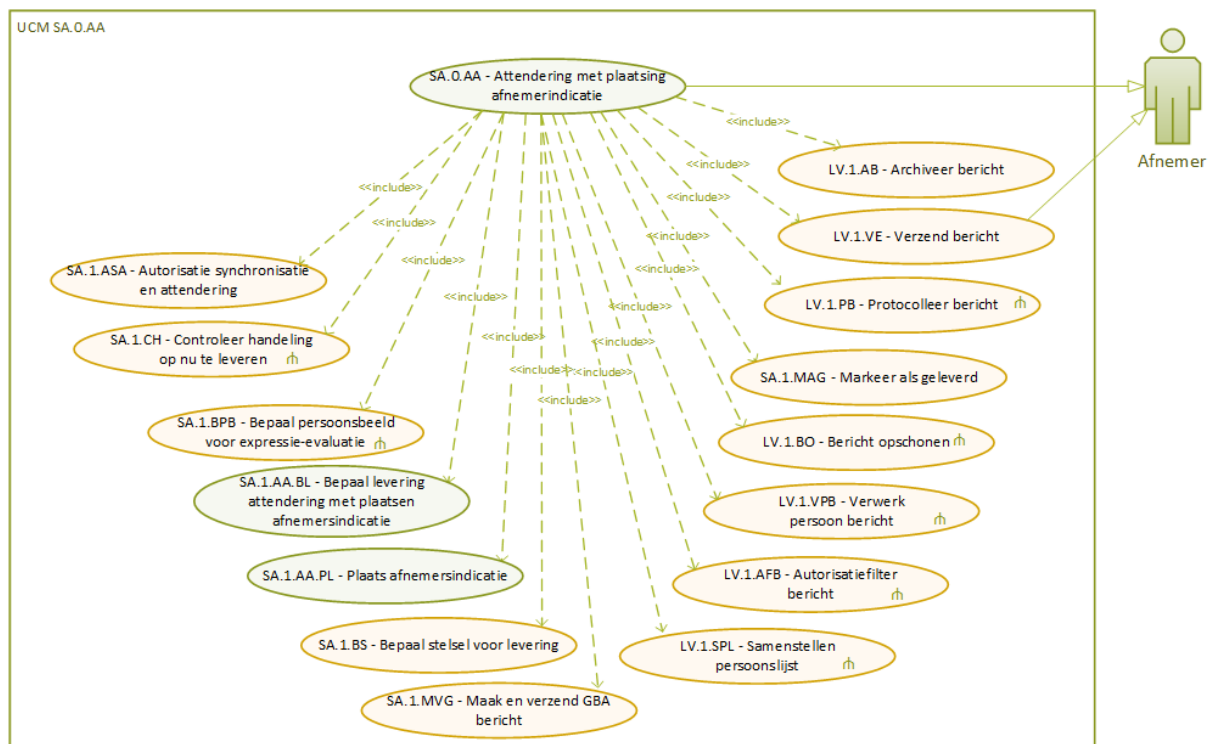 UCM SA.0.AA
SA.0.AA - Attendering met plaatsing
afnemerindicatie
Afnemer
<<include>>
LV.1.AB - Archiveer bericht
<<include>>
<<include>>
<<include>>
<<include>>
<<include>>
<<include>>
LV.1.VE - Verzend bericht
SA.1.ASA - Autorisatie synchronisatie
en attendering
<<include>>
<<include>>
<<include>>
LV.1.PB - Protocolleer bericht
SA.1.CH - Controleer handeling
op nu te leveren
<<include>>
<<include>>
<<include>>
<<include>>
SA.1.MAG - Markeer als geleverd
SA.1.BPB - Bepaal persoonsbeeld
voor expressie-evaluatie
<<include>>
LV.1.BO - Bericht opschonen
SA.1.AA.BL - Bepaal levering
attendering met plaatsen
afnemersindicatie
LV.1.VPB - Verwerk
persoon bericht
SA.1.AA.PL - Plaats afnemersindicatie
LV.1.AFB - Autorisatiefilter
bericht
SA.1.BS - Bepaal stelsel voor levering
LV.1.SPL - Samenstellen
persoonslijst
SA.1.MVG - Maak en verzend GBA
bericht